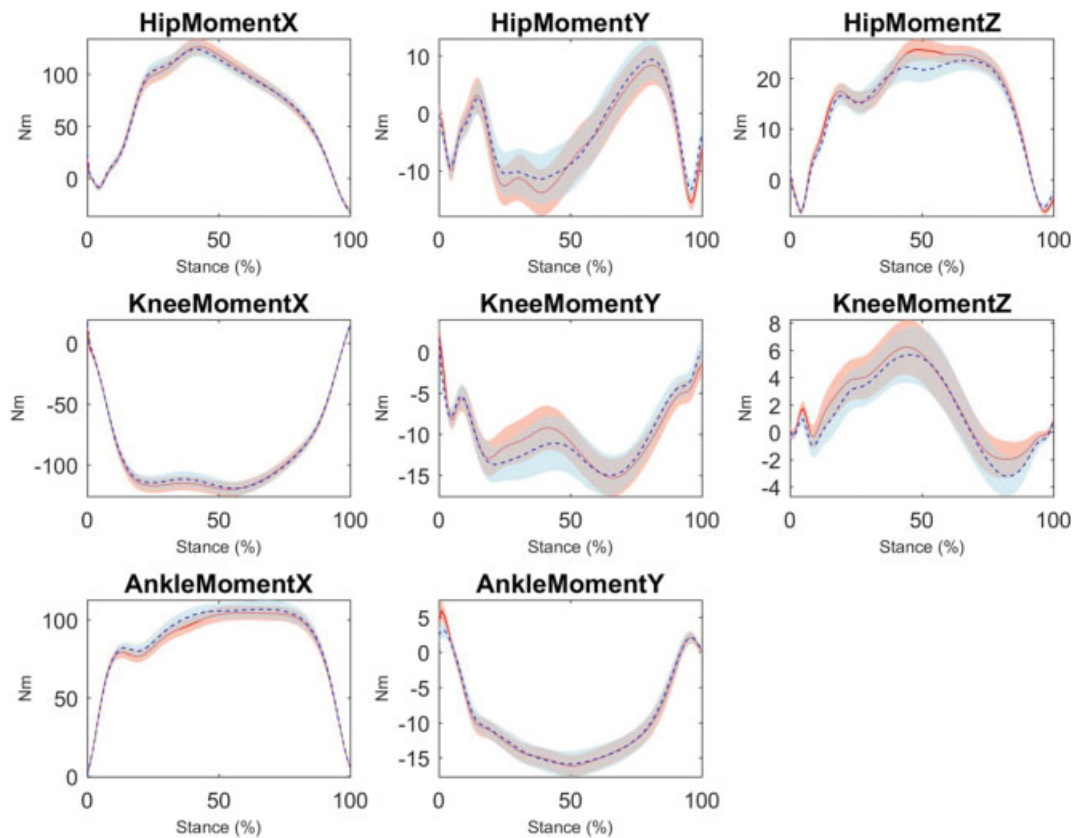 HipMomentX HipMomentY HipMomentZ
100
50
0
Nm
0 50 100
Stance (%)
10
0
-10
Nm
0 50 100
Stance (%)
20
10
0
Nm
0 50 100
Stance (%)
KneeMomentX KneeMomentY KneeMomentZ
0
-50
-100
Nm
0 50 100
Stance (%)
0
-5
-10
-15
Nm
0 50 100
Stance (%)
8
6
4
2
0
-2
-4
Nm
0 50 100
Stance (%)
AnkleMomentX AnkleMomentY
100
50
0
Nm
0 50 100
Stance (%)
5
0
-5
-10
-15
Nm
0 50 100
Stance (%)